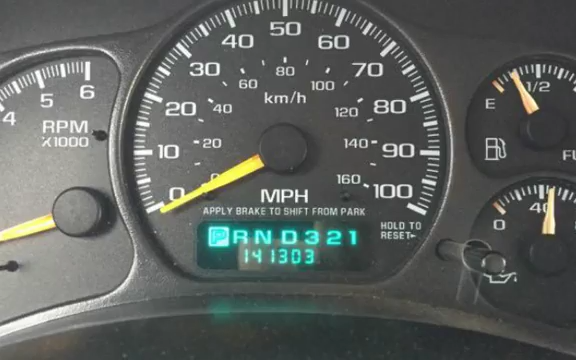 50
40 60
30 70
80
60 100
km/h
20 40 120 80
10 20 140 90
0 0 160 100
MPH
APPLY BRAKE TO SHIFT FROM PARK
PRND321
141303
HOLD TO
RESET
4 5 6
RPM
X1000
1/2
E
0 40